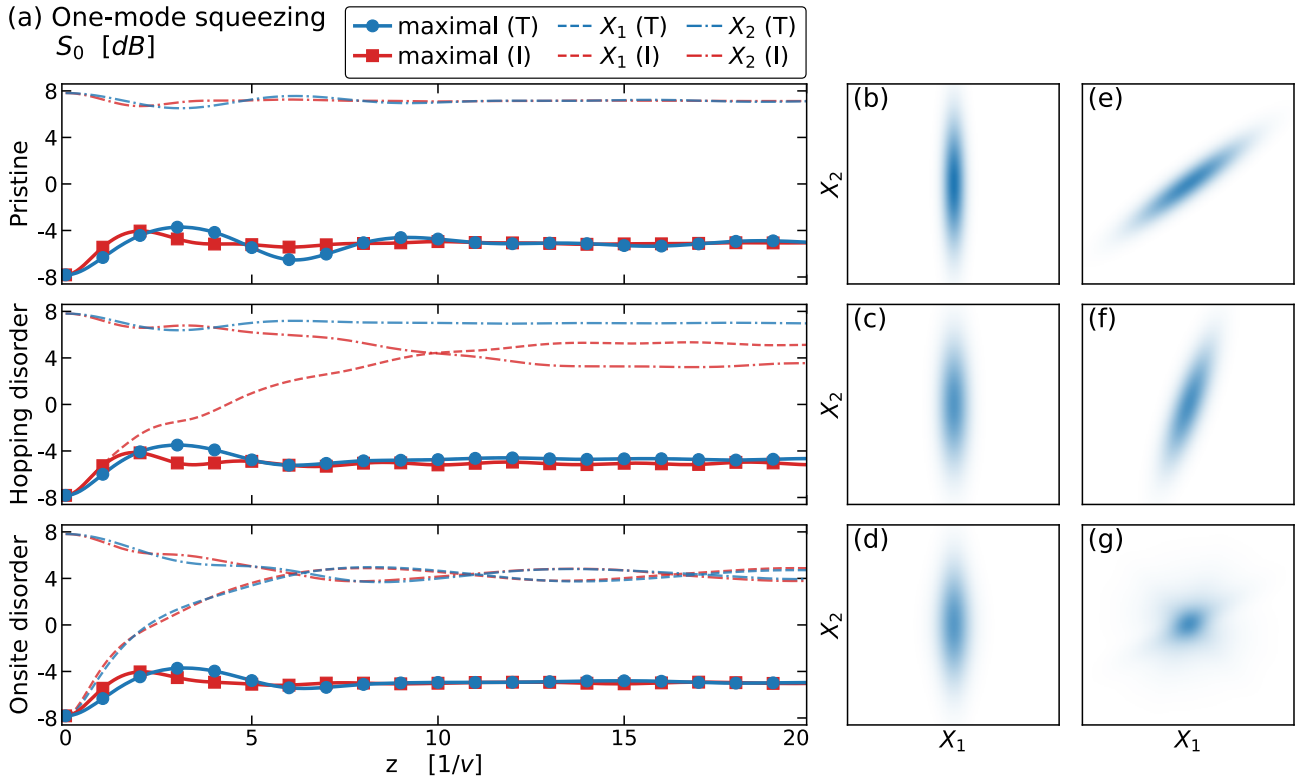 (a) One-mode squeezing
S₀ [dB]
maximal (T)
maximal (I)
X₁ (T)
X₁ (I)
X₂ (T)
X₂ (I)
Pristine
8
4
0
-4
-8
Hopping disorder
8
4
0
-4
-8
Onsite disorder
8
4
0
-4
-8
0
5
10
15
20
z [1/v]
(b)
X₂
(e)
(c)
X₂
(f)
(d)
X₂
X₁
(g)
X₁